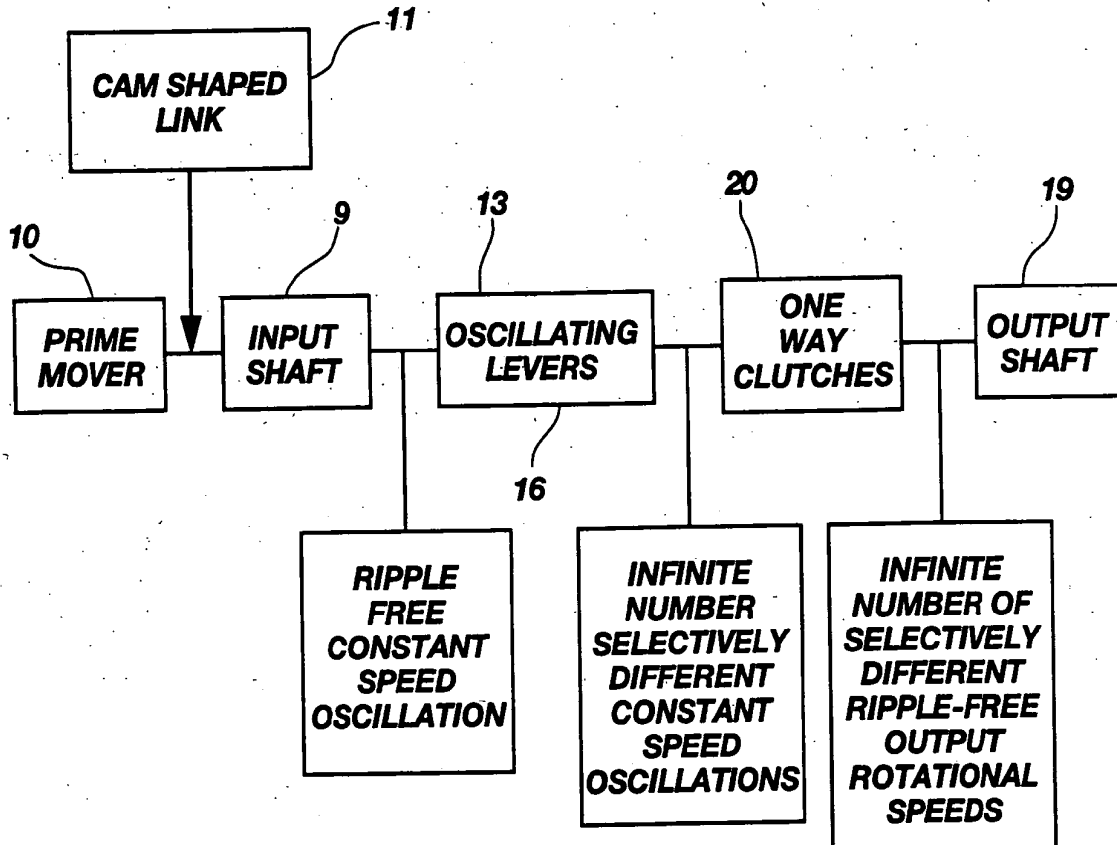 11
CAM SHAPED
LINK
10
9
13
20
19
PRIME
MOVER
INPUT
SHAFT
OSCILLATING
LEVERS
ONE
WAY
CLUTCHES
OUTPUT
SHAFT
16
RIPPLE
FREE
CONSTANT
SPEED
OSCILLATION
INFINITE
NUMBER
SELECTIVELY
DIFFERENT
CONSTANT
SPEED
OSCILLATIONS
INFINITE
NUMBER OF
SELECTIVELY
DIFFERENT
RIPPLE-FREE
OUTPUT
ROTATIONAL
SPEEDS